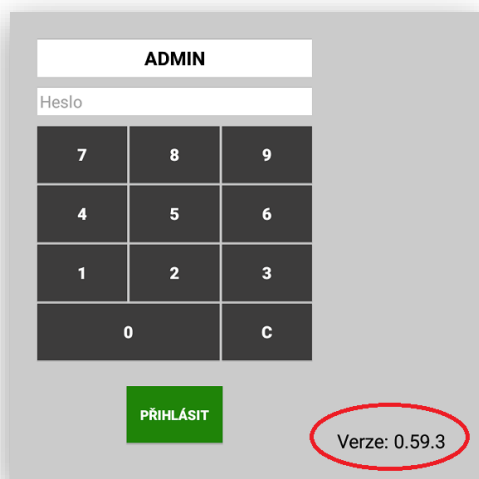 ADMIN
Heslo
7 8 9
4 5 6
1 2 3
0 C
PŘIHLÁSIT
Verze: 0.59.3